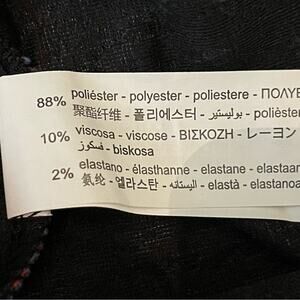 88% poliéster - polyester - poliestere - ΠΟΛΥΕ
聚酯纤维 - 폴리에스터 - بوليستير - polièster
10% viscosa - viscose - ΒΙΣΚΟΖΗ - レーヨン
فسكوز - biskosa
2% elastano - élasthanne - elastane - elastaan
氨纶 - 엘라스탄 - اليستانه - elastà - elastanoa